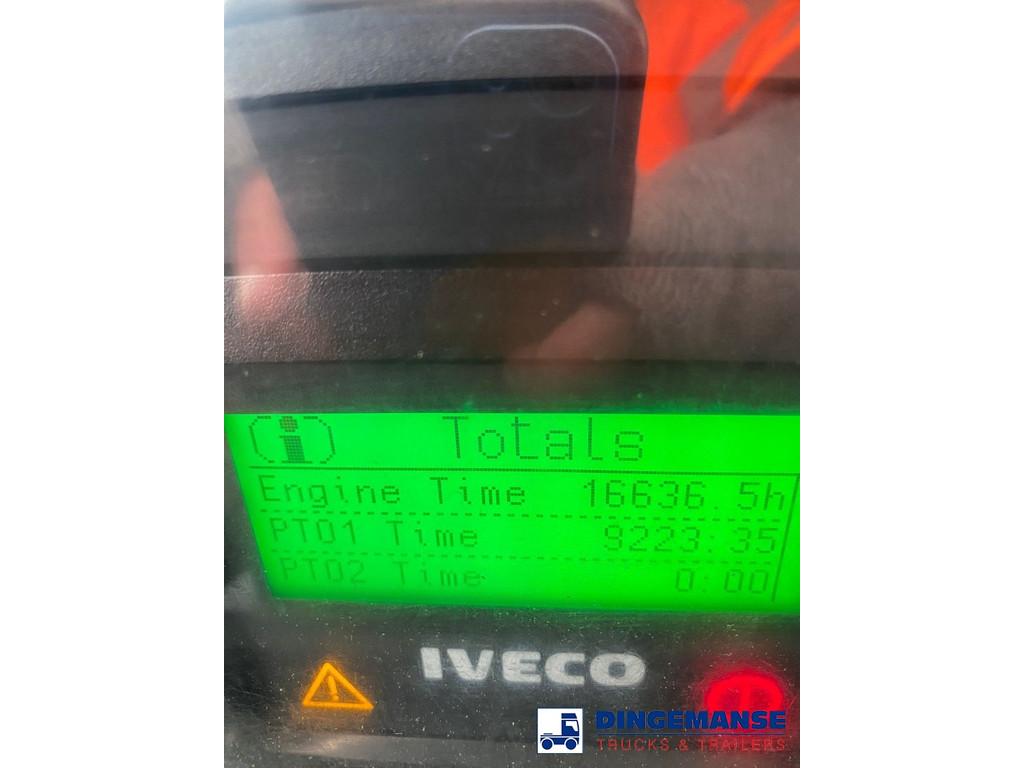 Totals
Engine Time 16636.5h
PTO1 Time 9223:35
PTO2 Time 0:00
IVECO
DINGEMANSE
TRUCKS & TRAILERS